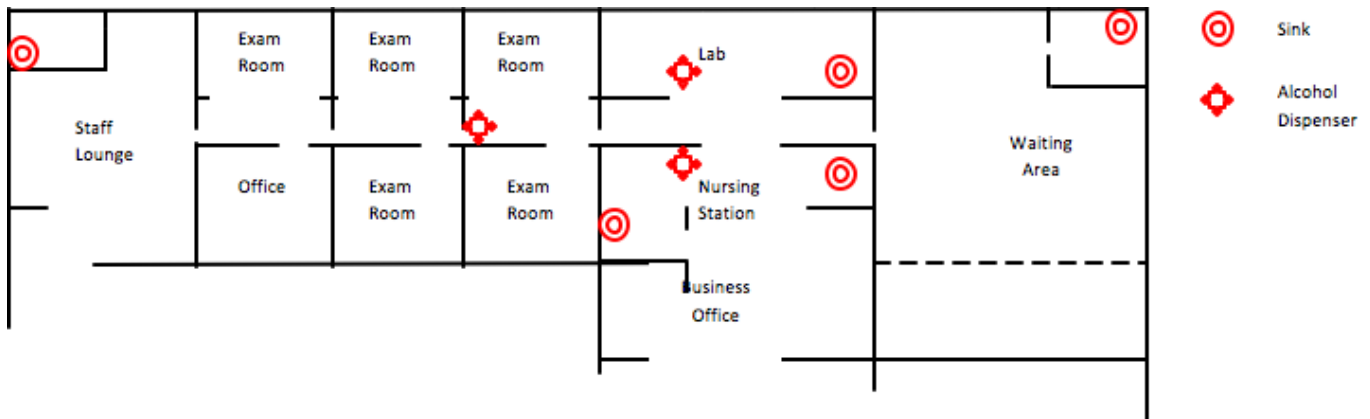 Exam
Room
Exam
Room
Exam
Room
Lab
Sink
Alcohol
Dispenser
Staff
Lounge
Waiting
Area
Office
Exam
Room
Exam
Room
Nursing
Station
Business
Office